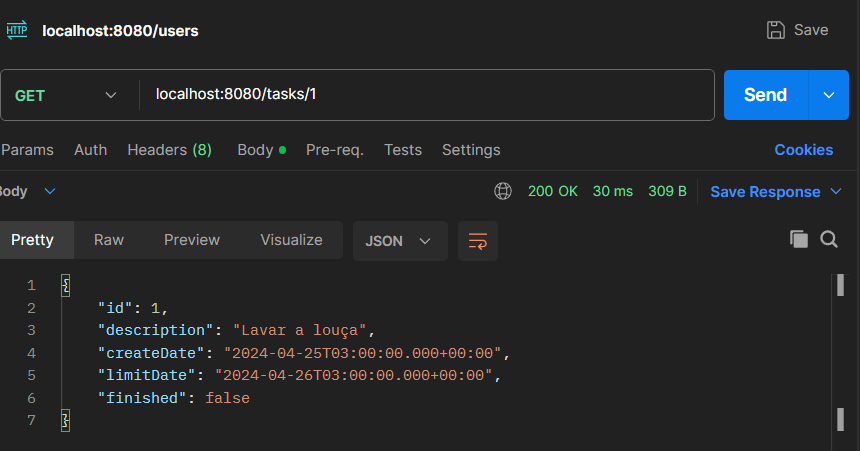 HTTP localhost:8080/users Save
GET localhost:8080/tasks/1 Send
Params Auth Headers (8) Body Pre-req. Tests Settings Cookies
Body 200 OK 30 ms 309 B Save Response
Pretty Raw Preview Visualize JSON
1 {
2 "id": 1,
3 "description": "Lavar a louça",
4 "createDate": "2024-04-25T03:00:00.000+00:00",
5 "limitDate": "2024-04-26T03:00:00.000+00:00",
6 "finished": false
7 }